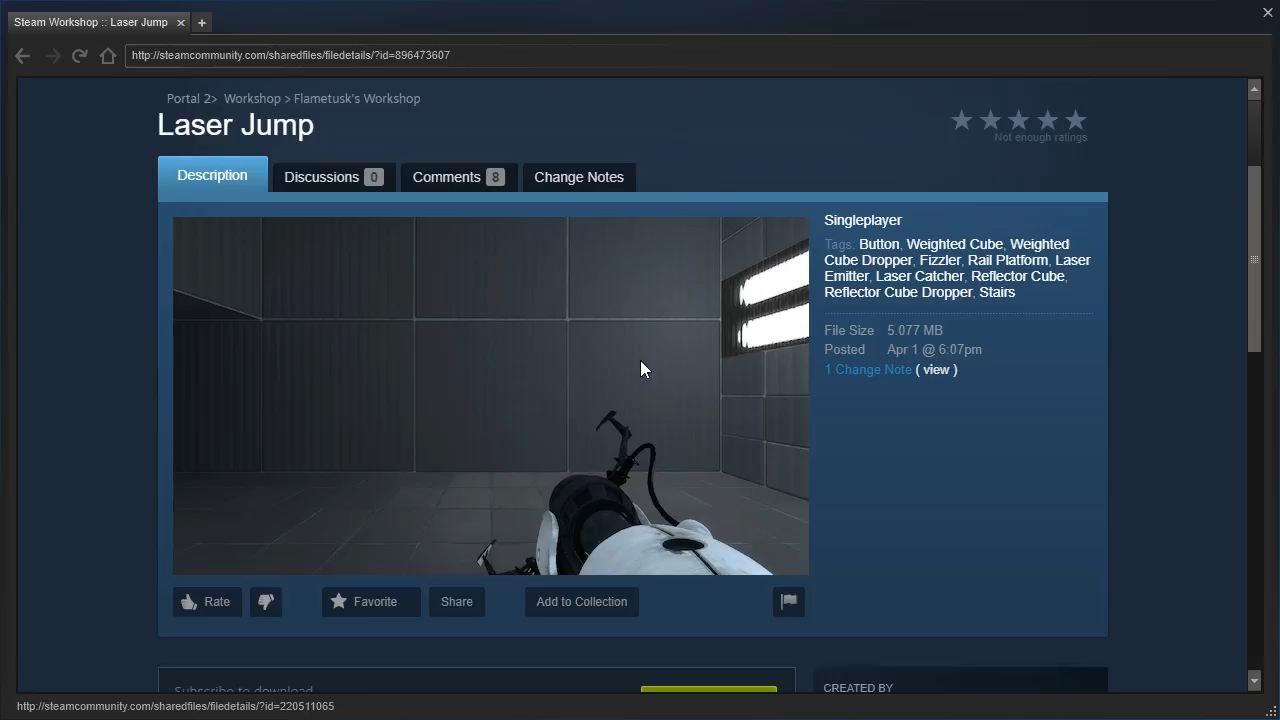 Steam Workshop :: Laser Jump
http://steamcommunity.com/sharedfiles/filedetails/?id=896473607
Portal 2> Workshop > Flametusk's Workshop
Laser Jump
Not enough ratings
Description
Discussions 0
Comments 8
Change Notes
Singleplayer
Tags: Button, Weighted Cube, Weighted
Cube Dropper, Fizzler, Rail Platform, Laser
Emitter, Laser Catcher, Reflector Cube,
Reflector Cube Dropper, Stairs
File Size 5.077 MB
Posted Apr 1 @ 6:07pm
1 Change Note ( view )
Rate
Favorite
Share
Add to Collection
Subscribe to download
CREATED BY
http://steamcommunity.com/sharedfiles/filedetails/?id=220511065